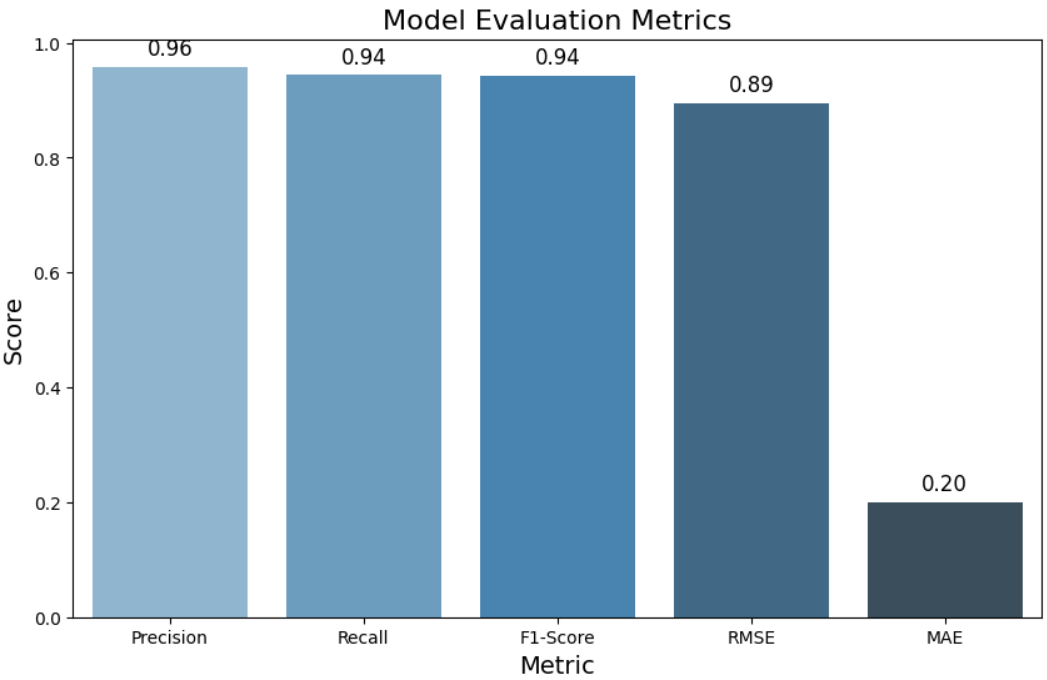 Model Evaluation Metrics
1.0
0.8
0.6
0.4
0.2
0.0
Score
0.96
0.94
0.94
0.89
0.20
Precision
Recall
F1-Score
RMSE
MAE
Metric